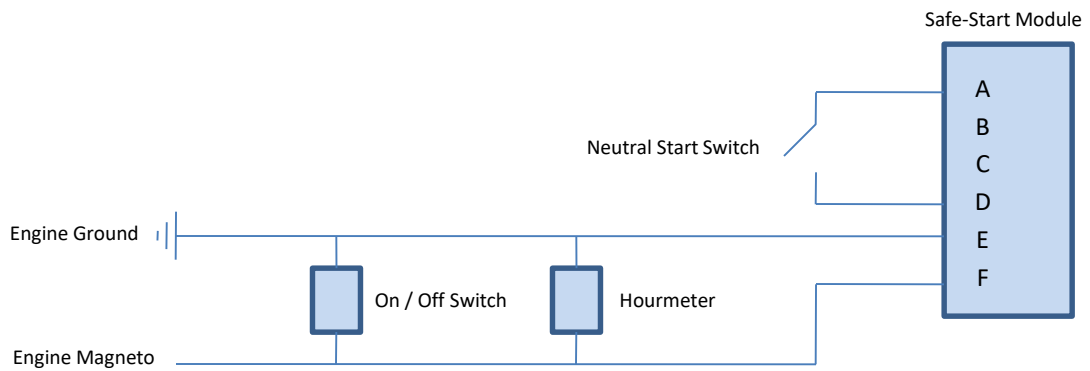 Safe-Start Module
A
B
Neutral Start Switch
C
D
Engine Ground
E
F
On / Off Switch
Hourmeter
Engine Magneto